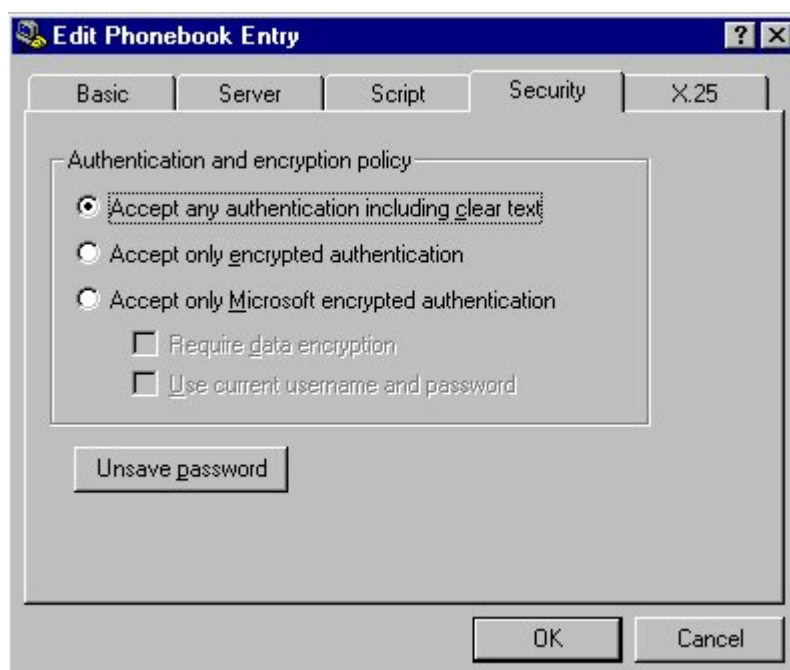 Edit Phonebook Entry
Basic Server Script Security X.25
Authentication and encryption policy
Accept any authentication including clear text
Accept only encrypted authentication
Accept only Microsoft encrypted authentication
Require data encryption
Use current username and password
Unsave password
OK Cancel